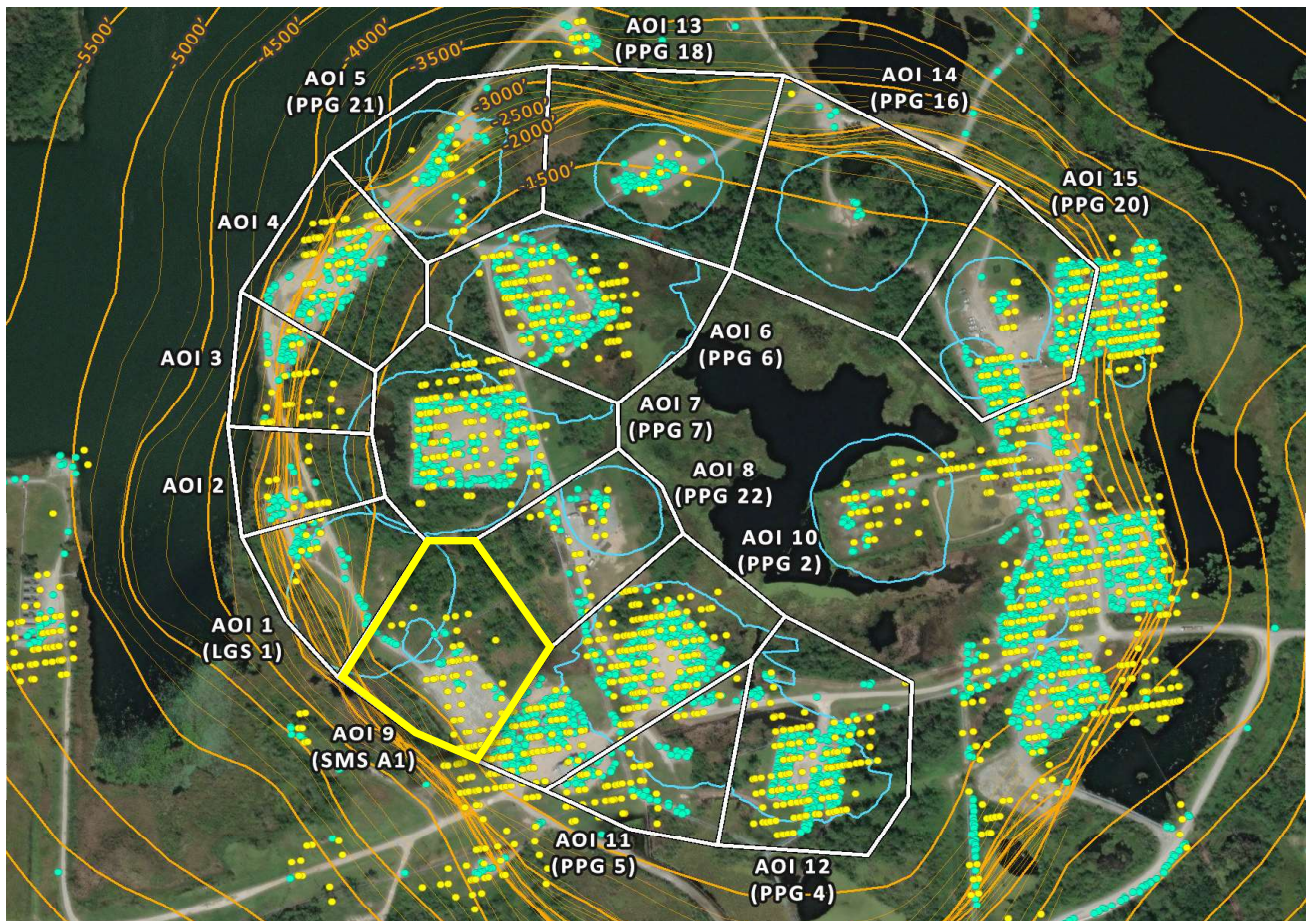 -5500'
-5000'
-4500'
-4000'
-3500'
-3000'
-2500'
-2000'
-1500'
AOI 13
(PPG 18)
AOI 5
(PPG 21)
AOI 14
(PPG 16)
AOI 15
(PPG 20)
AOI 4
AOI 3
AOI 6
(PPG 6)
AOI 7
(PPG 7)
AOI 8
(PPG 22)
AOI 2
AOI 10
(PPG 2)
AOI 1
(LGS 1)
AOI 9
(SMS A1)
AOI 11
(PPG 5)
AOI 12
(PPG 4)